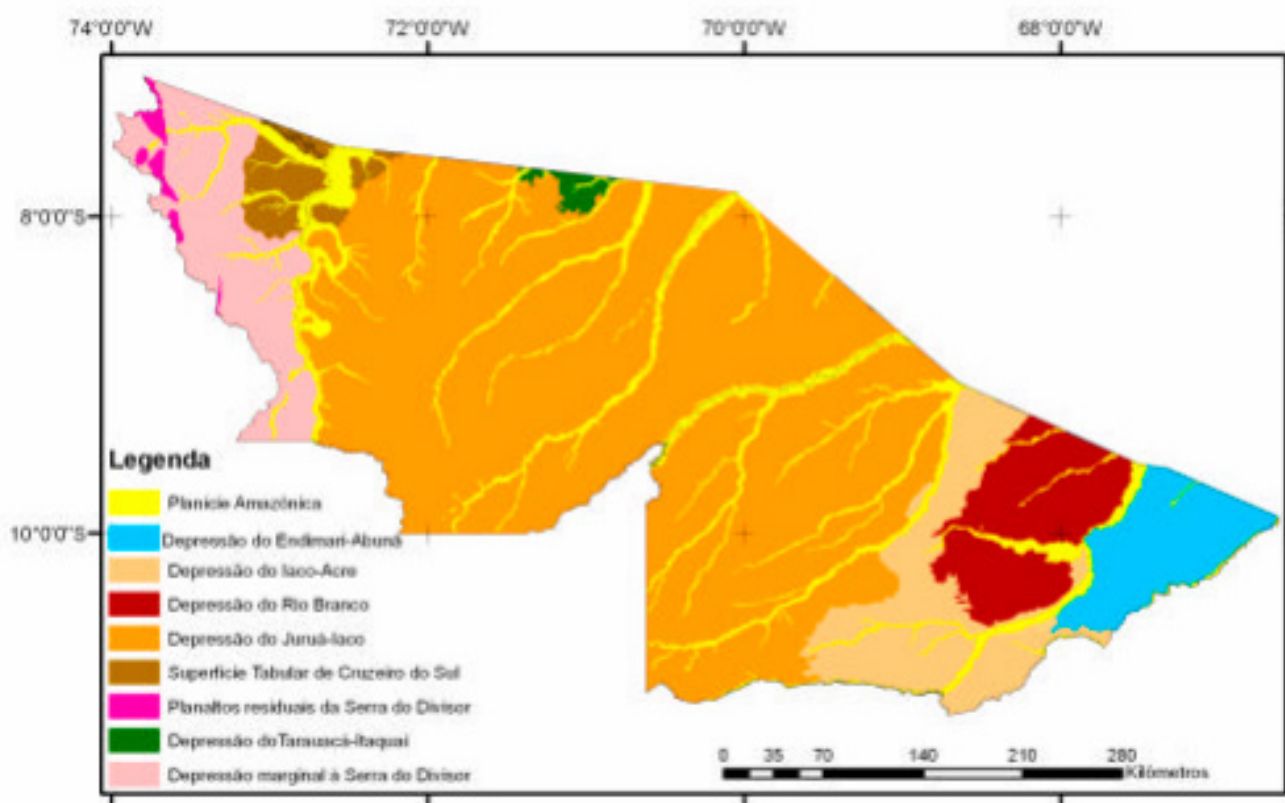 74°0'0"W 72°0'0"W 70°0'0"W 68°0'0"W
8°0'0"S
10°0'0"S
Legenda
Planície Amazônica
Depressão do Endimari-Abunã
Depressão do Iaco-Acre
Depressão do Rio Branco
Depressão do Juruá-Iaco
Superfície Tabular de Cruzeiro do Sul
Planaltos residuais da Serra do Divisor
Depressão doTarauacá-Itaquaí
Depressão marginal à Serra do Divisor
0 35 70 140 210 280
Kilômetros